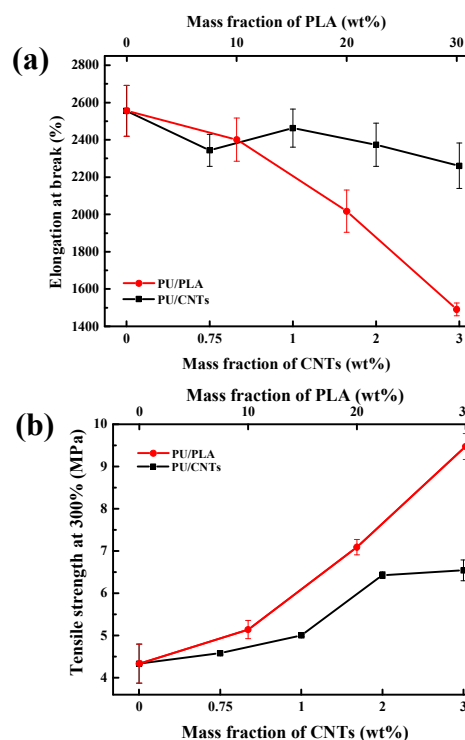 Mass fraction of PLA (wt%)
0 10 20 30
(a)
2800
2600
2400
2200
2000
1800
1600
1400
Elongation at break (%)
PU/PLA
PU/CNTs
0 0.75 1 2 3
Mass fraction of CNTs (wt%)
Mass fraction of PLA (wt%)
0 10 20 3
(b)
10
9
8
7
6
5
4
Tensile strength at 300% (MPa)
PU/PLA
PU/CNTs
0 0.75 1 2 3
Mass fraction of CNTs (wt%)